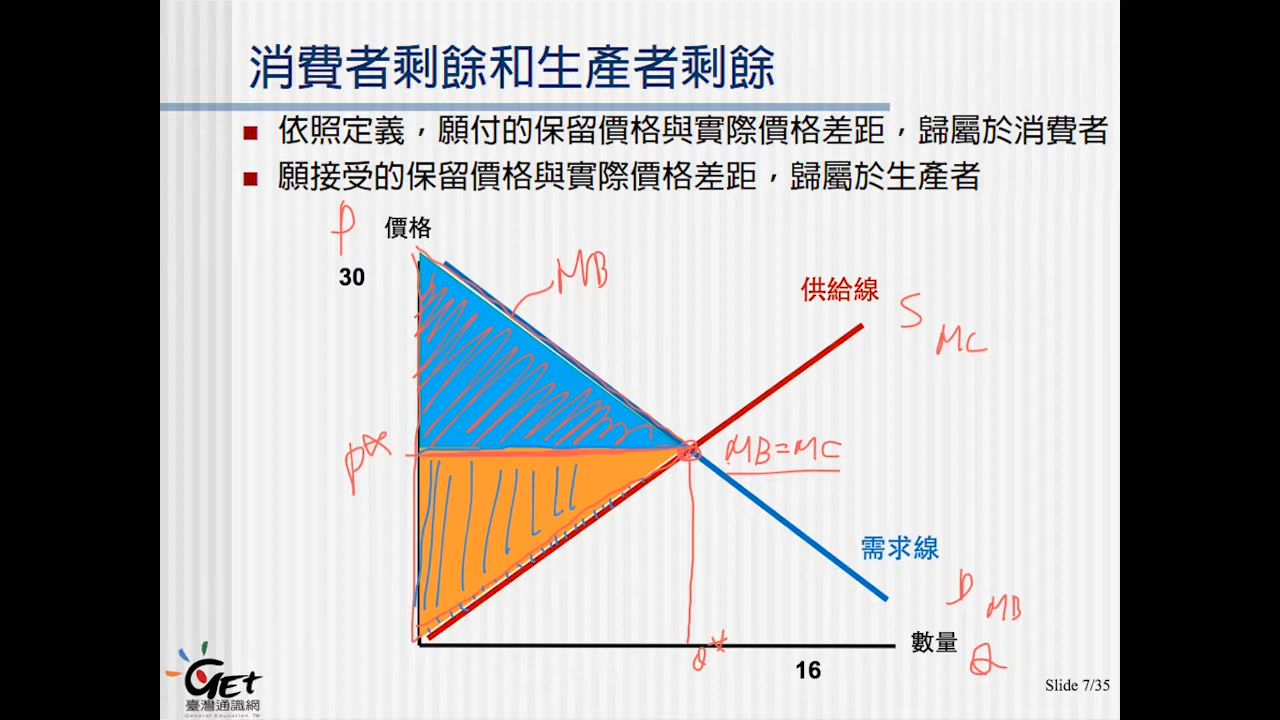 消費者剩餘和生產者剩餘
依照定義，願付的保留價格與實際價格差距，歸屬於消費者
願接受的保留價格與實際價格差距，歸屬於生產者
P
價格
30
MB
供給線
S
MC
P*
MB=MC
需求線
D
MB
數量
Q
Q*
16
GET
臺灣通識網
General Education TW
Slide 7/35